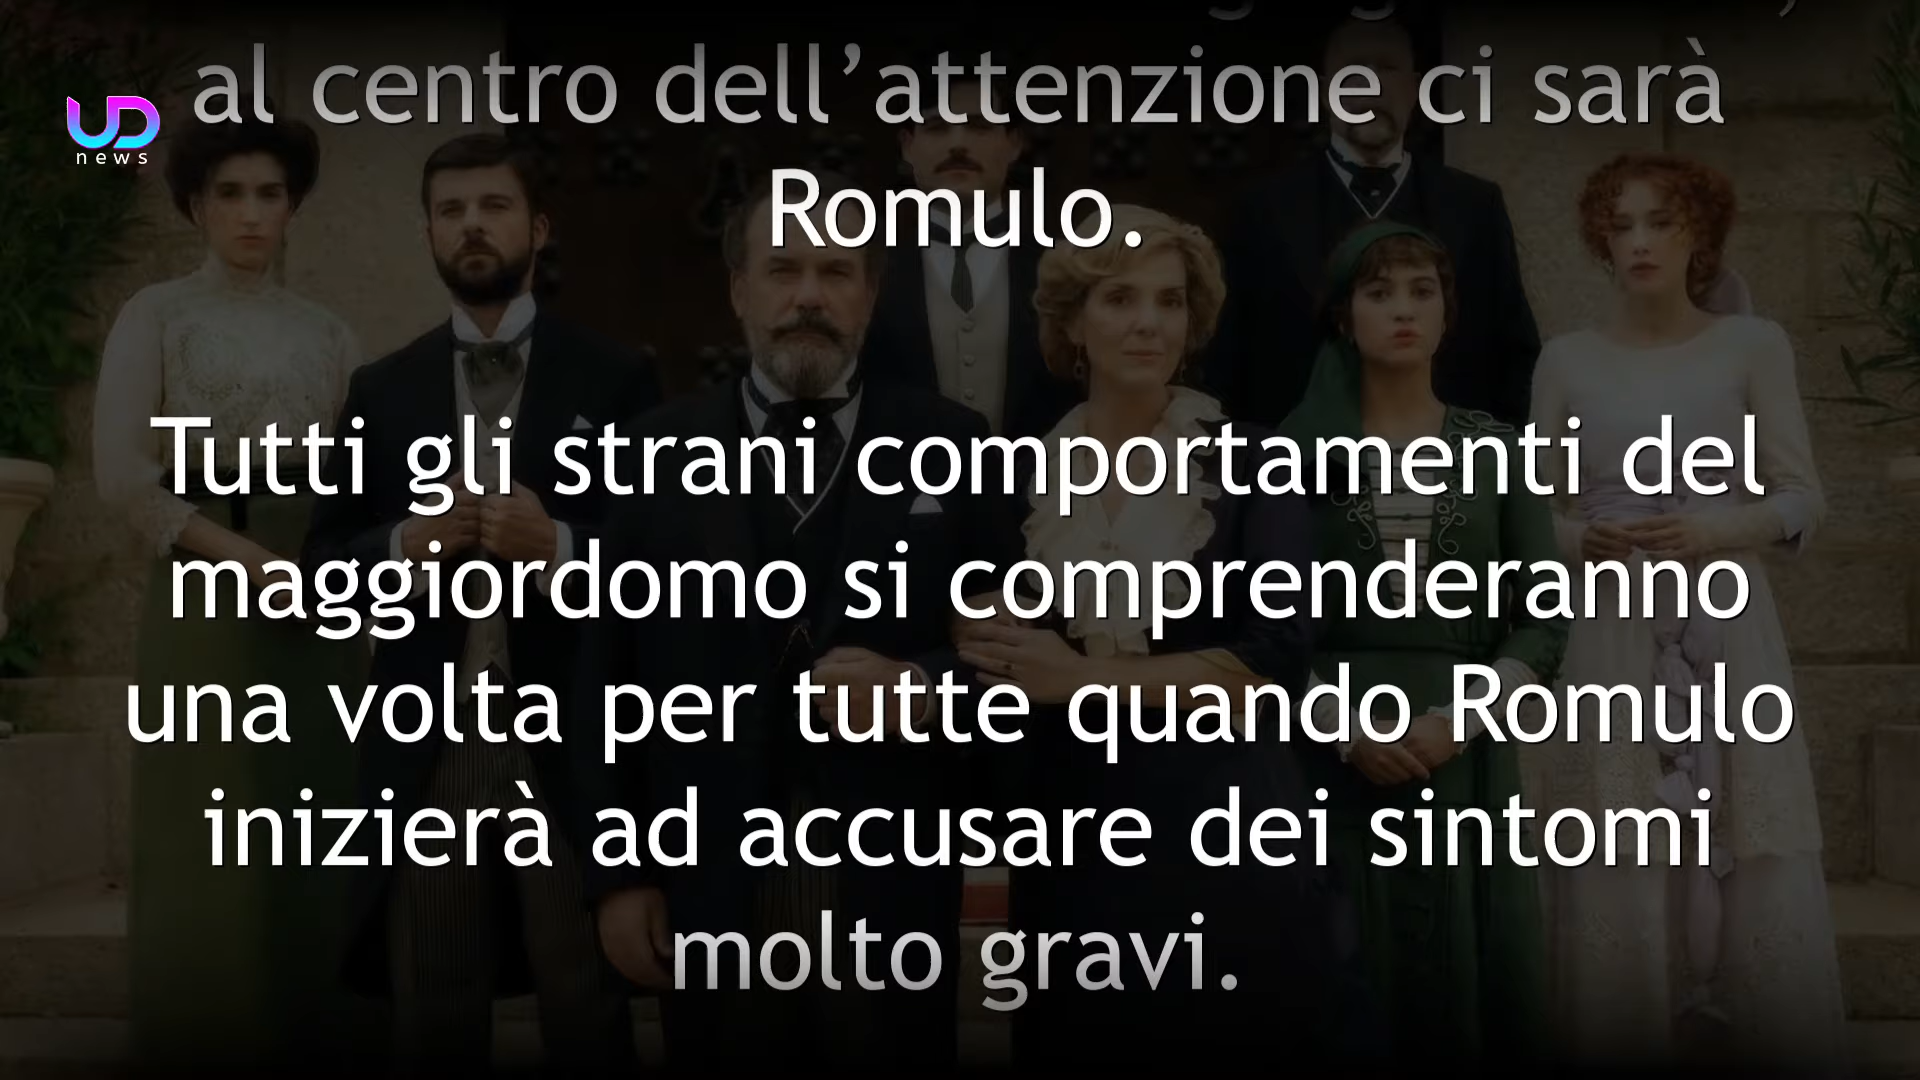 al centro dell’attenzione ci sarà
UD
news
Romulo.
Tutti gli strani comportamenti del
maggiordomo si comprenderanno
una volta per tutte quando Romulo
inizierà ad accusare dei sintomi
molto gravi.